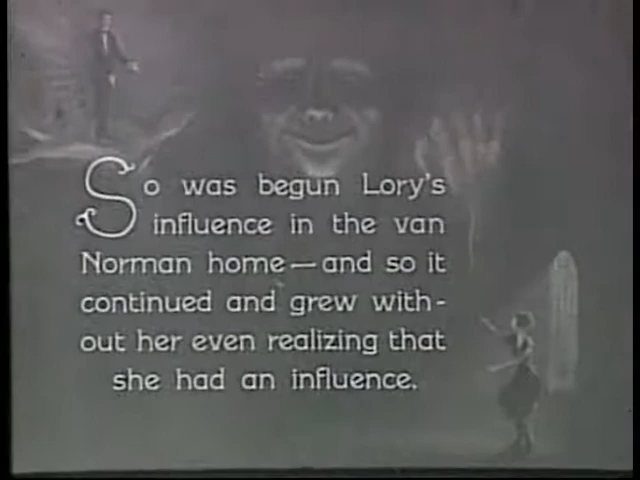 So was begun Lory's
influence in the van
Norman home—and so it
continued and grew with-
out her even realizing that
she had an influence.